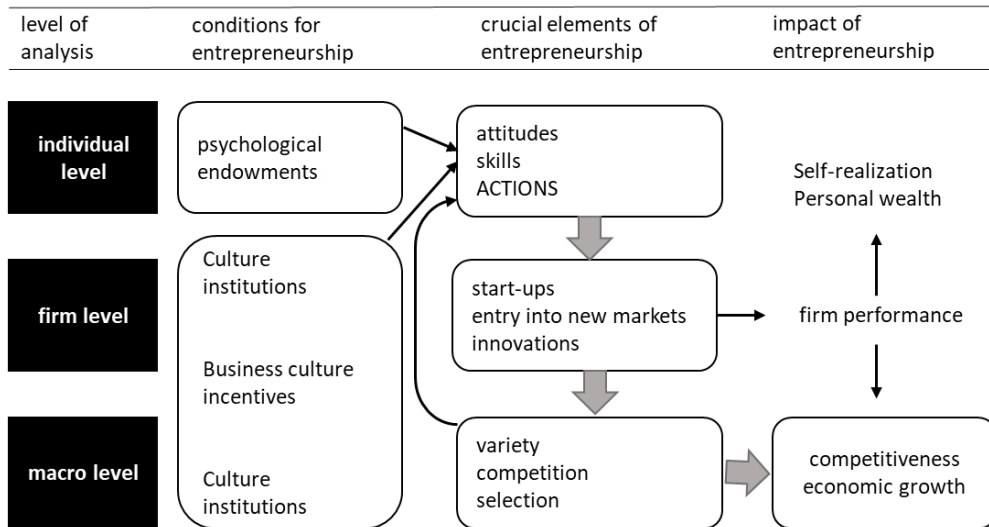 level of
analysis
conditions for
entrepreneurship
crucial elements of
entrepreneurship
impact of
entrepreneurship
individual
level
psychological
endowments
attitudes
skills
ACTIONS
Self-realization
Personal wealth
firm level
Culture
institutions
Business culture
incentives
start-ups
entry into new markets
innovations
firm performance
macro level
Culture
institutions
variety
competition
selection
competitiveness
economic growth